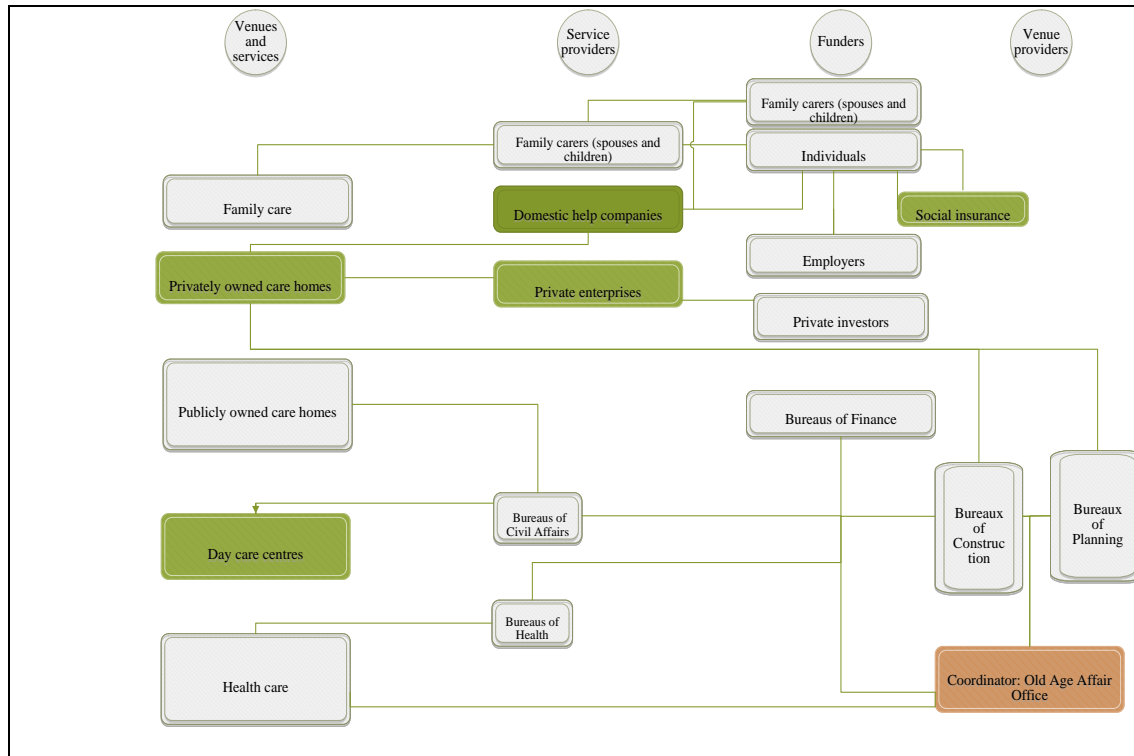 Venues
and
services
Service
providers
Funders
Venue
providers
Family carers (spouses and
children)
Family carers (spouses and
children)
Individuals
Family care
Domestic help companies
Social insurance
Employers
Privately owned care homes
Private enterprises
Private investors
Publicly owned care homes
Bureaus of Finance
Bureaus of
Civil Affairs
Bureaux
of
Construc
tion
Bureaux
of
Planning
Day care centres
Bureaus of
Health
Health care
Coordinator: Old Age Affair
Office